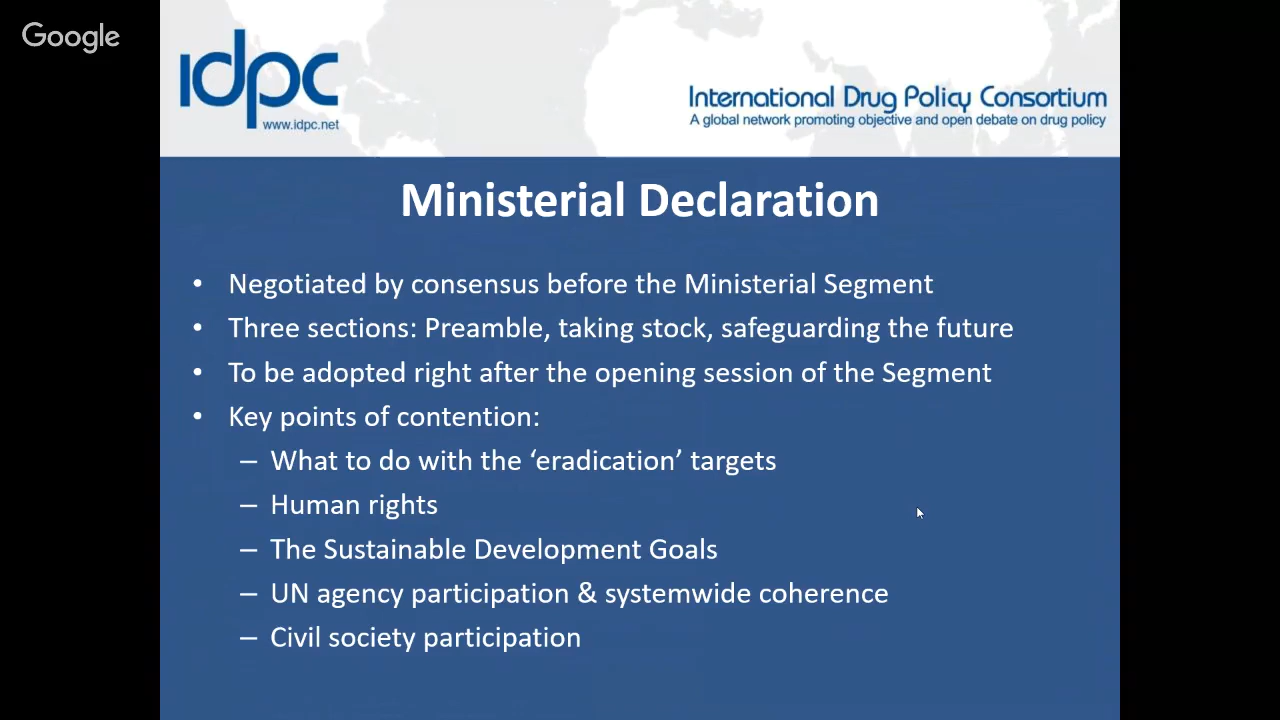 Google
idpc
www.idpc.net
International Drug Policy Consortium
A global network promoting objective and open debate on drug policy
Ministerial Declaration
• Negotiated by consensus before the Ministerial Segment
• Three sections: Preamble, taking stock, safeguarding the future
• To be adopted right after the opening session of the Segment
• Key points of contention:
– What to do with the ‘eradication’ targets
– Human rights
– The Sustainable Development Goals
– UN agency participation & systemwide coherence
– Civil society participation